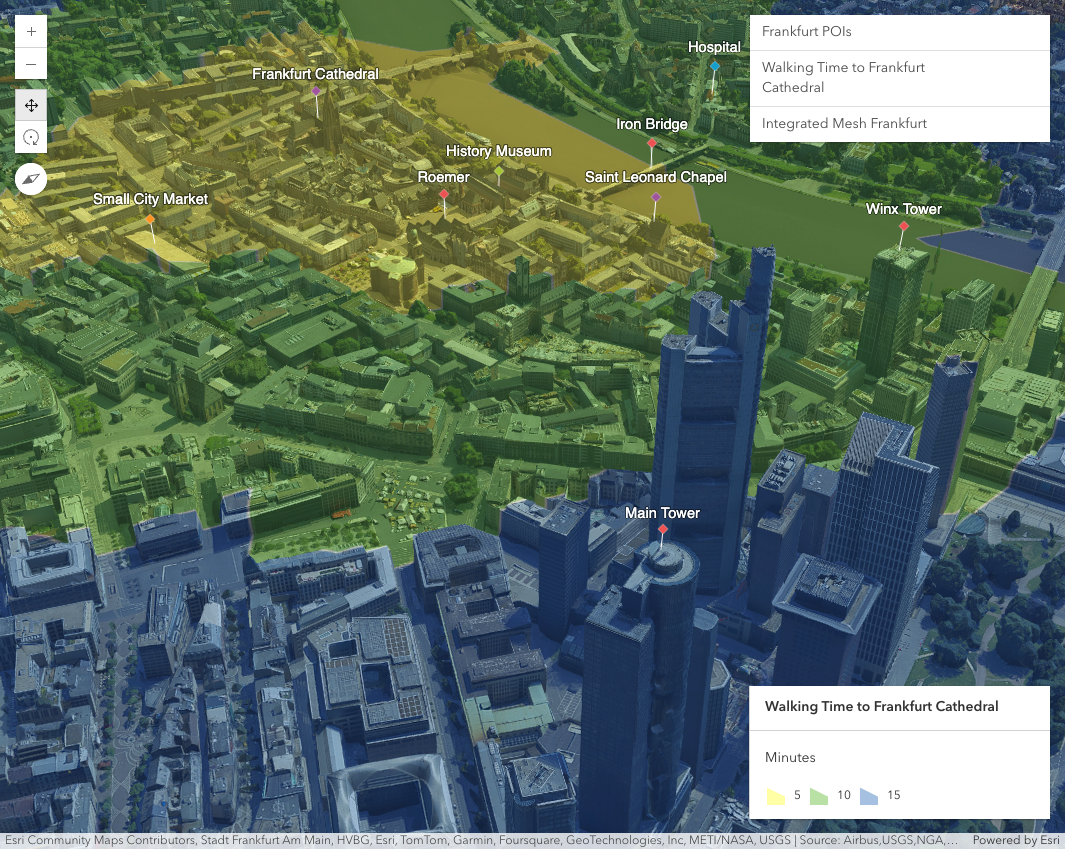 Hospital
Frankfurt POIs
Walking Time to Frankfurt
Cathedral
Integrated Mesh Frankfurt
Frankfurt Cathedral
Iron Bridge
History Museum
Roemer
Saint Leonard Chapel
Small City Market
Winx Tower
Main Tower
Walking Time to Frankfurt Cathedral
Minutes
5 10 15
Esri Community Maps Contributors, Stadt Frankfurt Am Main, HVBG, Esri, TomTom, Garmin, Foursquare, GeoTechnologies, Inc, METI/NASA, USGS | Source: Airbus,USGS,NGA,… Powered by Esri